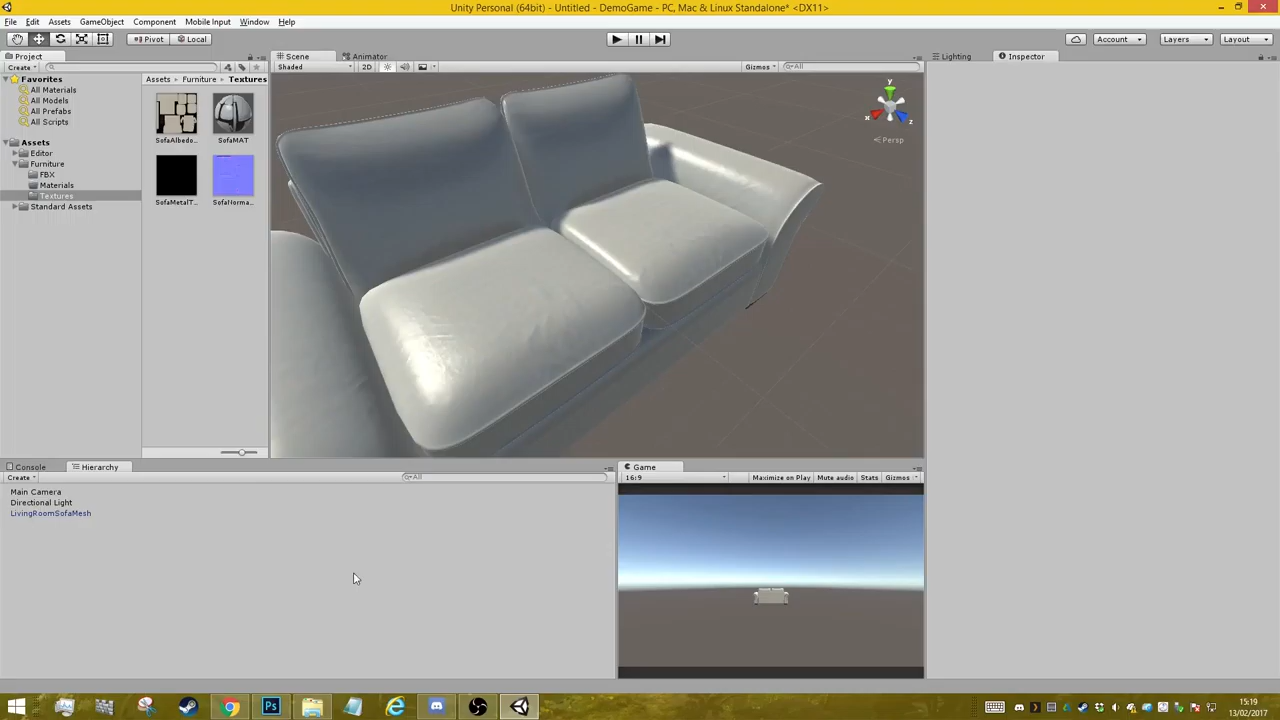 Unity Personal (64bit) - Untitled - DemoGame - PC, Mac & Linux Standalone* <DX11>
File Edit Assets GameObject Component Mobile Input Window Help
Pivot Local Account Layers Layout
Project Scene Animator Lighting Inspector
Create Shaded 2D Gizmos All
Favorites
All Materials
All Models
All Prefabs
All Scripts
Assets
Editor
Furniture
FBX
Materials
Textures
Standard Assets
Assets Furniture Textures
SofaAlbedo... SofaMAT
SofaMetalT... SofaNorma...
y
x z
Persp
Console Hierarchy
Create All
Main Camera
Directional Light
LivingRoomSofaMesh
Game
16:9 Maximize on Play Mute audio Stats Gizmos
Ps
15:19
13/02/2017